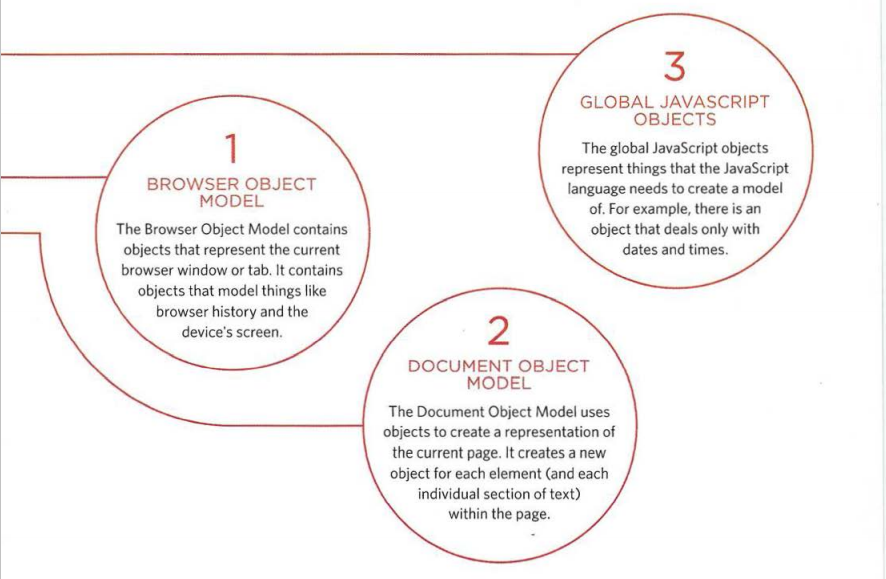 1
BROWSER OBJECT
MODEL
The Browser Object Model contains
objects that represent the current
browser window or tab. It contains
objects that model things like
browser history and the
device's screen.
2
DOCUMENT OBJECT
MODEL
The Document Object Model uses
objects to create a representation of
the current page. It creates a new
object for each element (and each
individual section of text)
within the page.
3
GLOBAL JAVASCRIPT
OBJECTS
The global JavaScript objects
represent things that the JavaScript
language needs to create a model
of. For example, there is an
object that deals only with
dates and times.